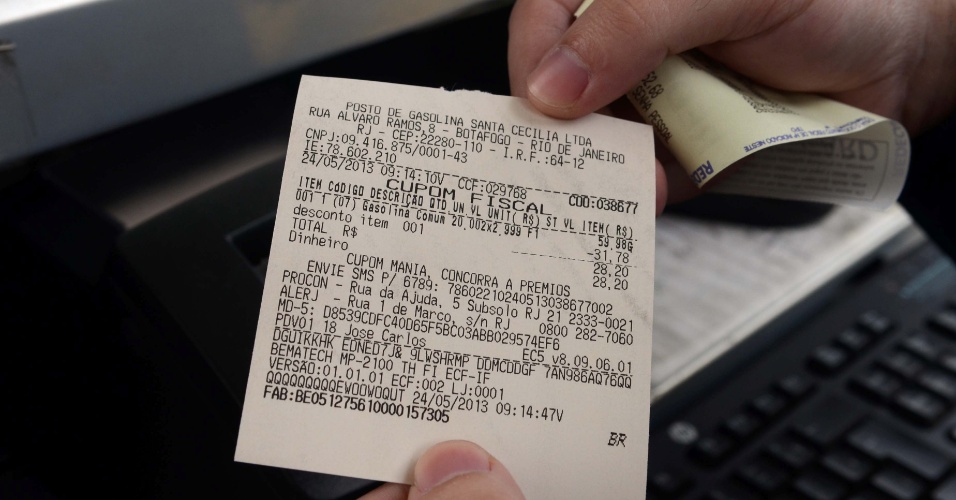 POSTO DE GASOLINA SANTA CECILIA LTDA
RUA ALVARO RAMOS,8 - BOTAFOGO - RIO DE JANEIRO
RJ - CEP:22280-110 - I.R.F:64-12
CNPJ:09.416.875/0001-43
IE:78.602.210
24/05/2013 09:14:10V CCF:029768 COO:038677
CUPOM FISCAL
ITEM CÓDIGO DESCRIÇÃO QTD UN VL UNIT( R$) ST VL ITEM( R$)
001 1 (07) Gasolina Comum 20,002x2,999 F1 59,98G
desconto item 001 -31,78
TOTAL R$ 28,20
Dinheiro 28,20
CUPOM MANIA, CONCORRA A PREMIOS
ENVIE SMS P/ 6789: 78602210240513038677002
PROCON - Rua da Ajuda, 5 Subsolo RJ 21 2333-0021
ALERJ - Rua 1 de Marco, s/n RJ 0800 282-7060
MD-5: D8539CDFC40D65F5BC03ABB029574EF6
PDV01 18 Jose Carlos EC5 v8.09.06.01
DGUIKKHK EDNED7J& 9LWSHRMP DDMCDDGF 7AN986AQ76QQ
BEMATECH MP-2100 TH FI ECF-IF
VERSÃO:01.01.01 ECF:002 LJ:0001
QQQQQQQQQEWOOWOQUT 24/05/2013 09:14:47V
FAB:BE051275610000157305
BR